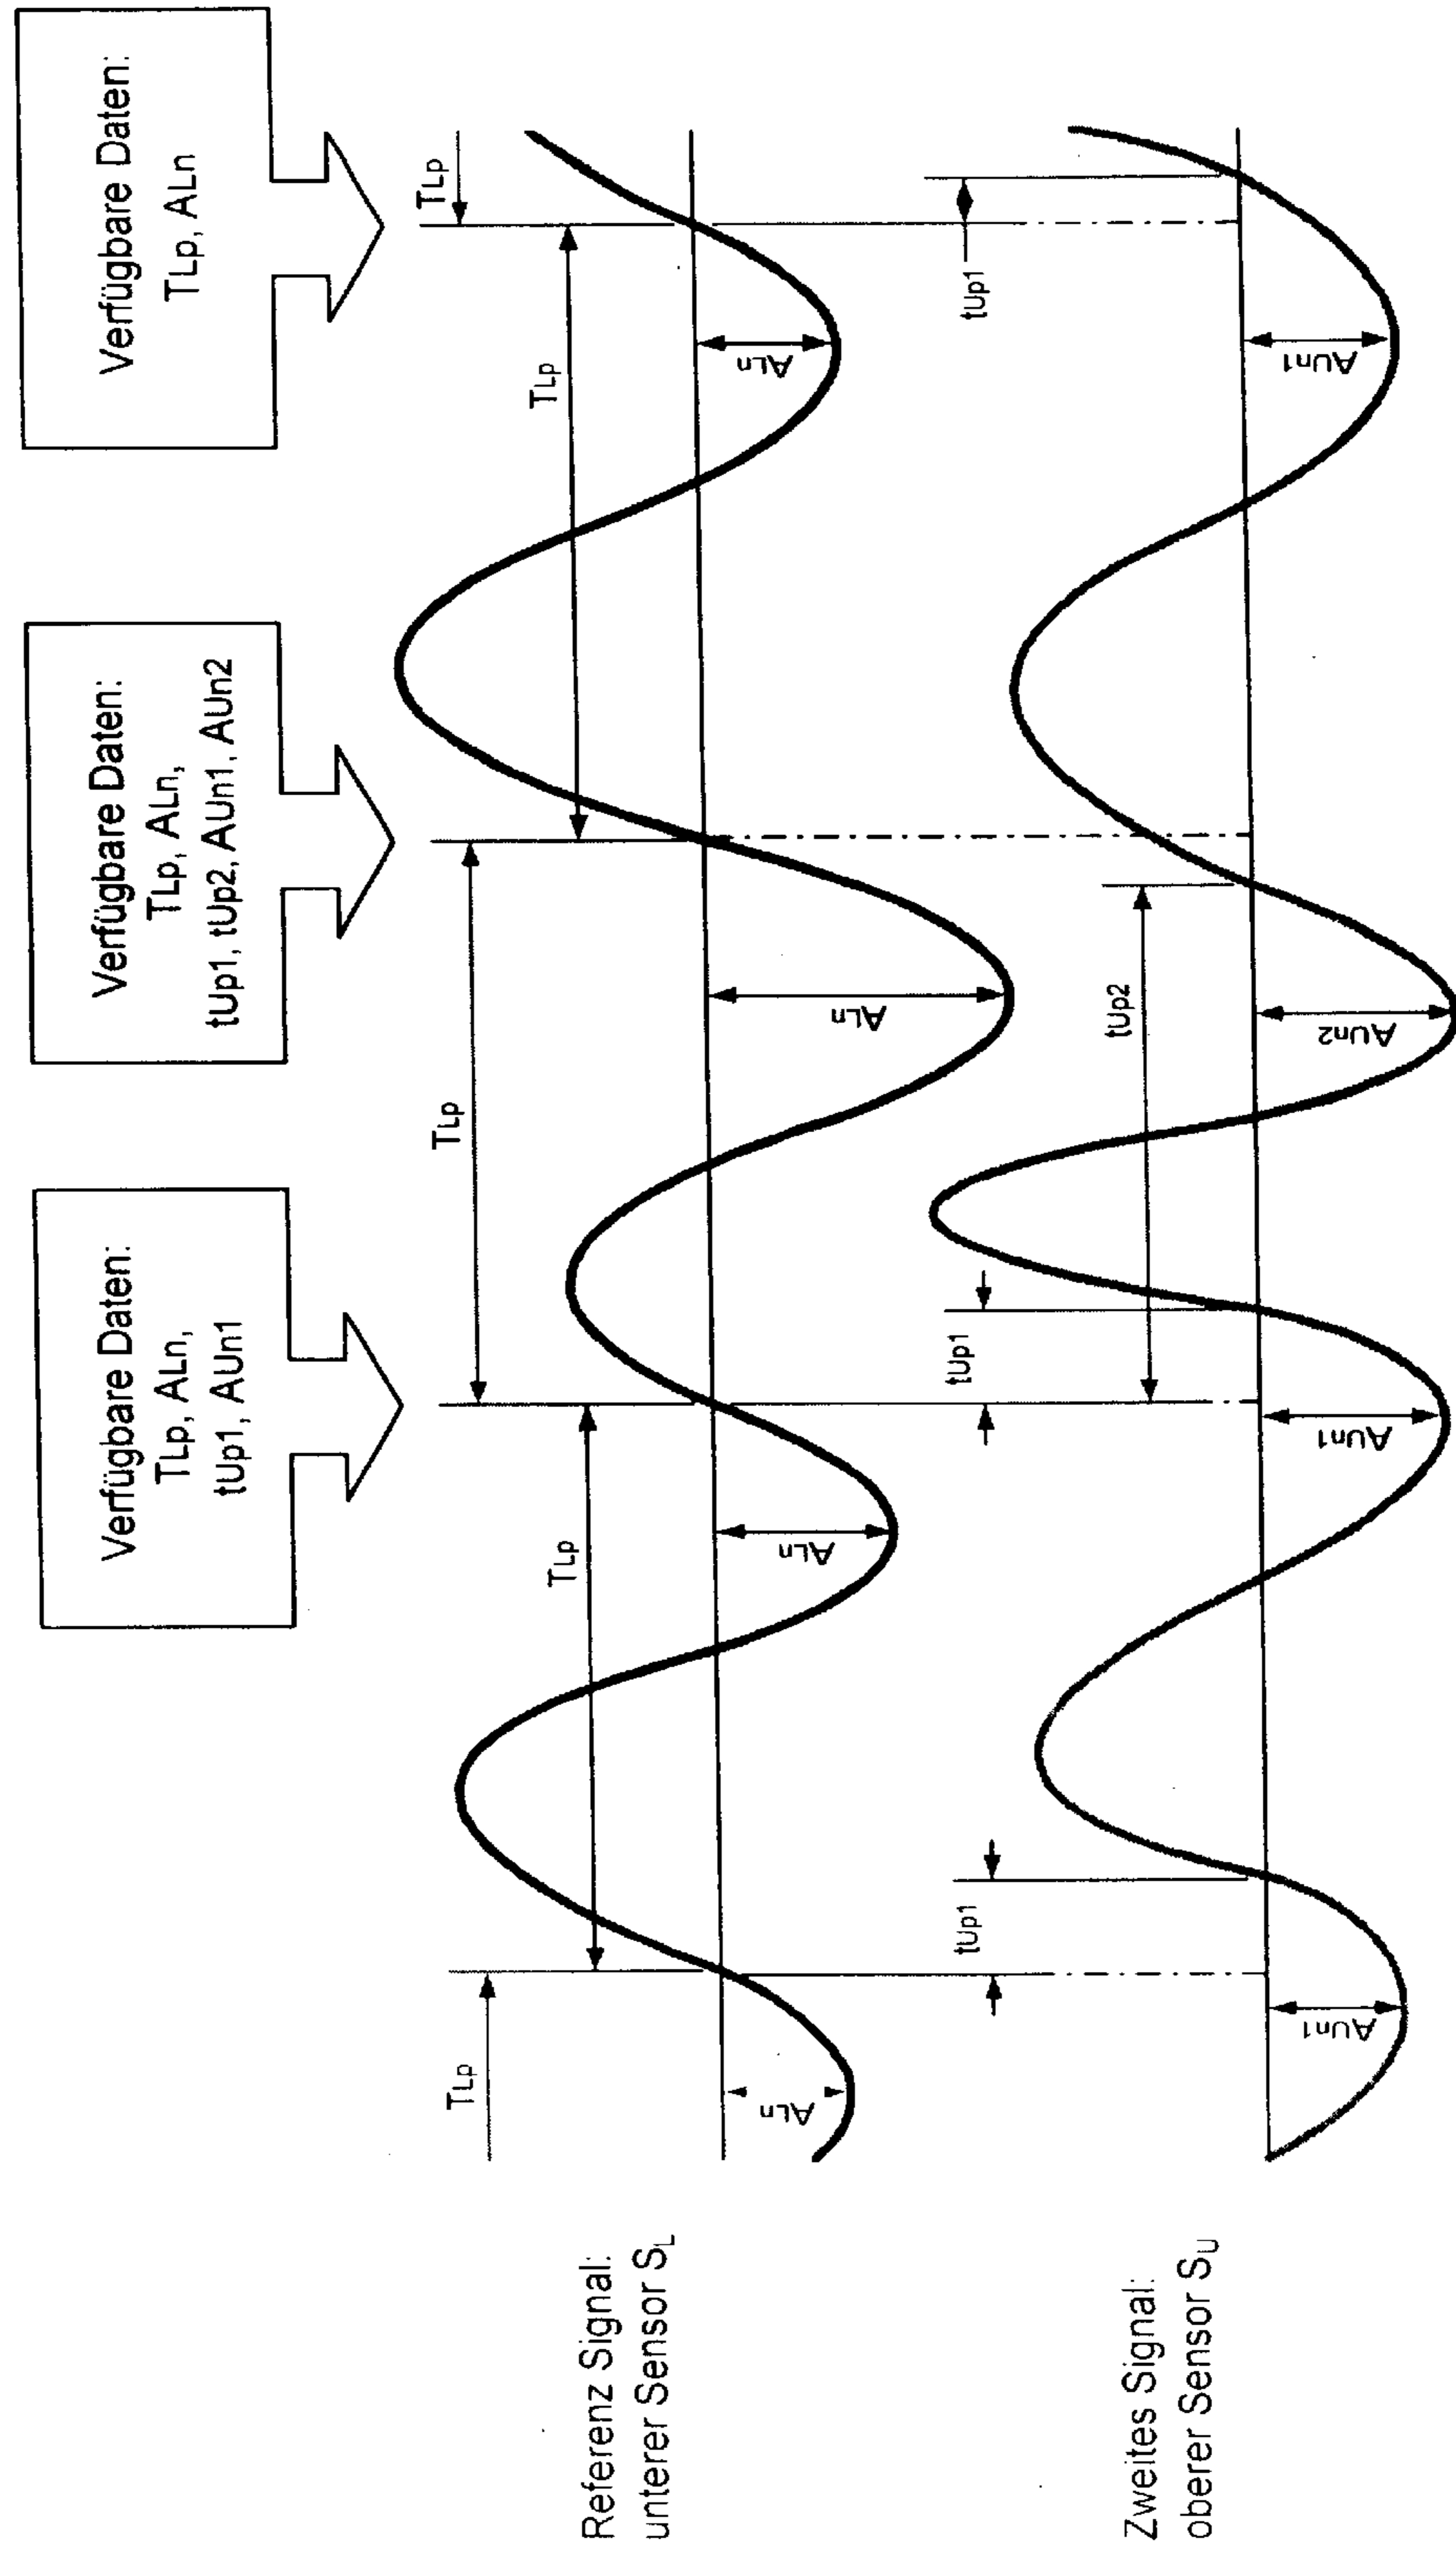 Verfügbare Daten:
TLp, ALn,
tUp1, AUn1
Verfügbare Daten:
TLp, ALn,
tUp1, tUp2, AUn1, AUn2
Verfügbare Daten:
TLp, ALn
Referenz Signal:
unterer Sensor SL
TLp
TLp
TLp
TLp
TLp
ALn
ALn
ALn
ALn
Zweites Signal:
oberer Sensor SU
tUp1
tUp1
tUp2
tUp1
AUn1
AUn1
AUn2
AUn1